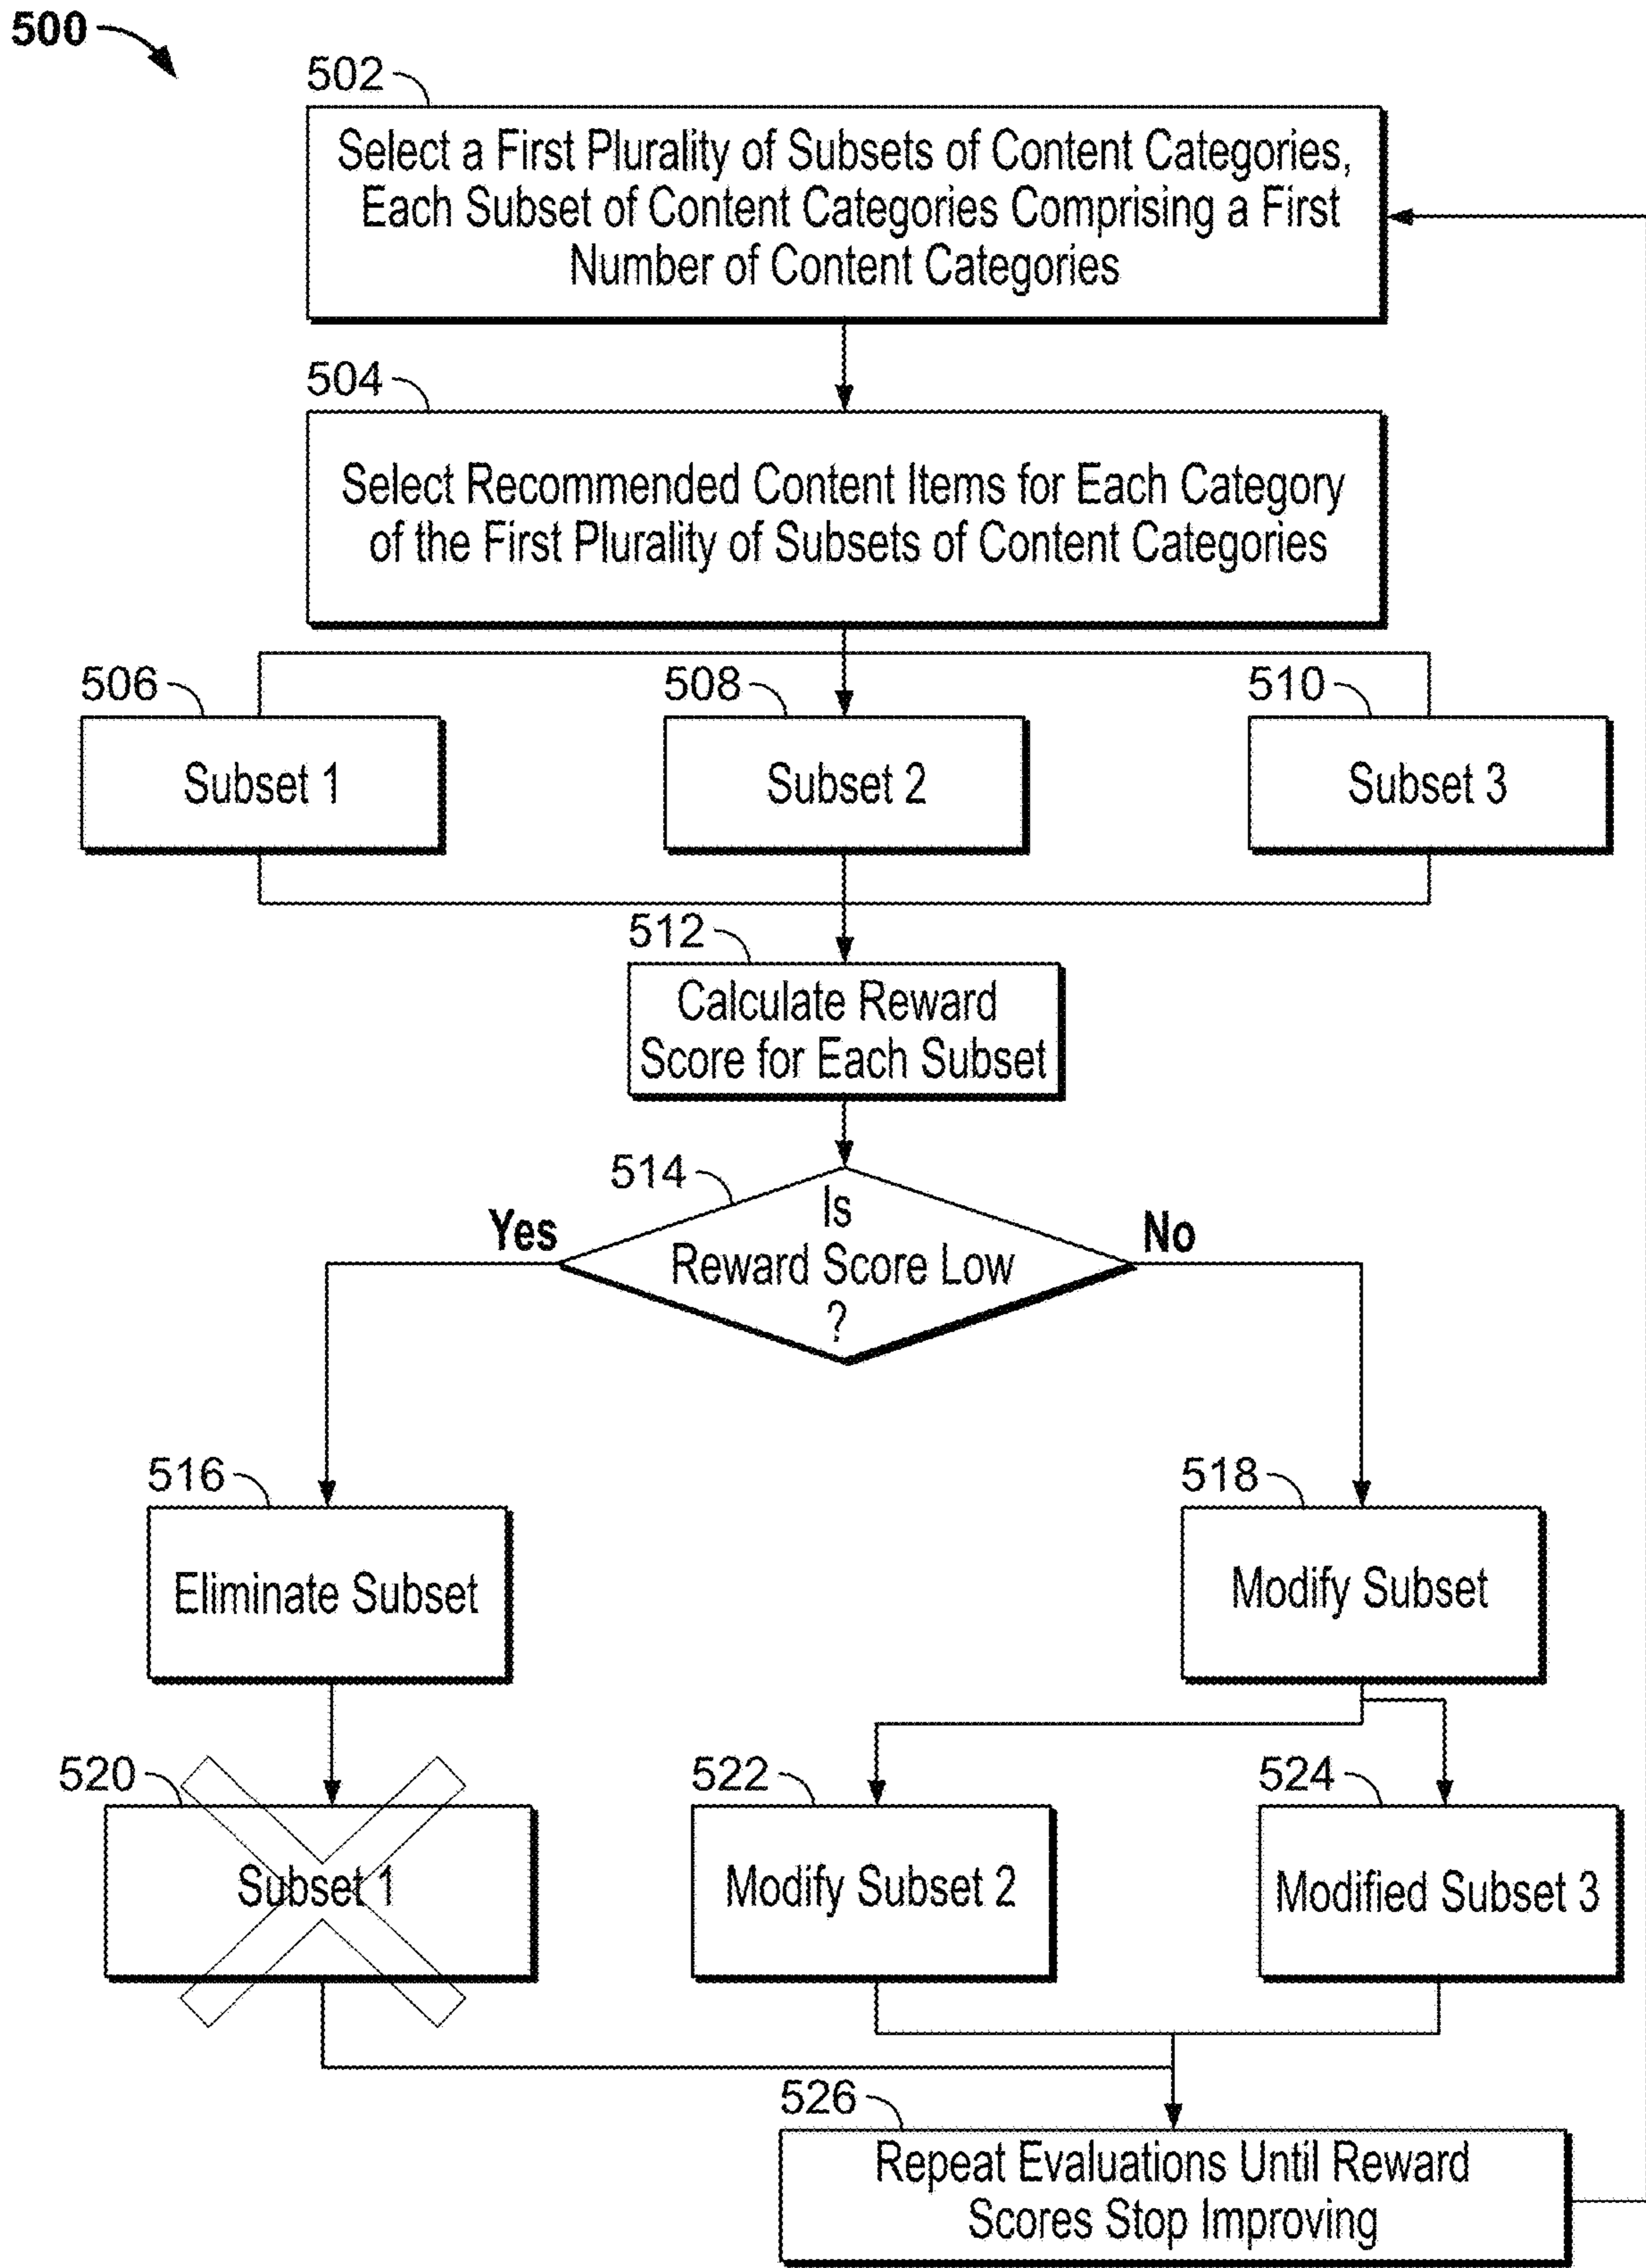 500
502
Select a First Plurality of Subsets of Content Categories,
Each Subset of Content Categories Comprising a First
Number of Content Categories
504
Select Recommended Content Items for Each Category
of the First Plurality of Subsets of Content Categories
506
508
510
Subset 1
Subset 2
Subset 3
512
Calculate Reward
Score for Each Subset
514
Yes
Is
Reward Score Low
?
No
516
518
Eliminate Subset
Modify Subset
520
522
524
Subset 1
Modify Subset 2
Modified Subset 3
526
Repeat Evaluations Until Reward
Scores Stop Improving